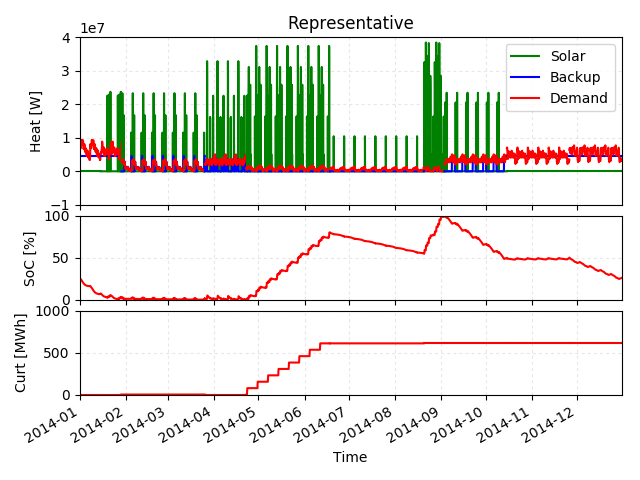 Representative
1e7
Heat [W]
4
3
2
1
0
−1
Solar
Backup
Demand
SoC [%]
100
50
0
Curt [MWh]
1000
500
0
2014-01
2014-02
2014-03
2014-04
2014-05
2014-06
2014-07
2014-08
2014-09
2014-10
2014-11
2014-12
Time